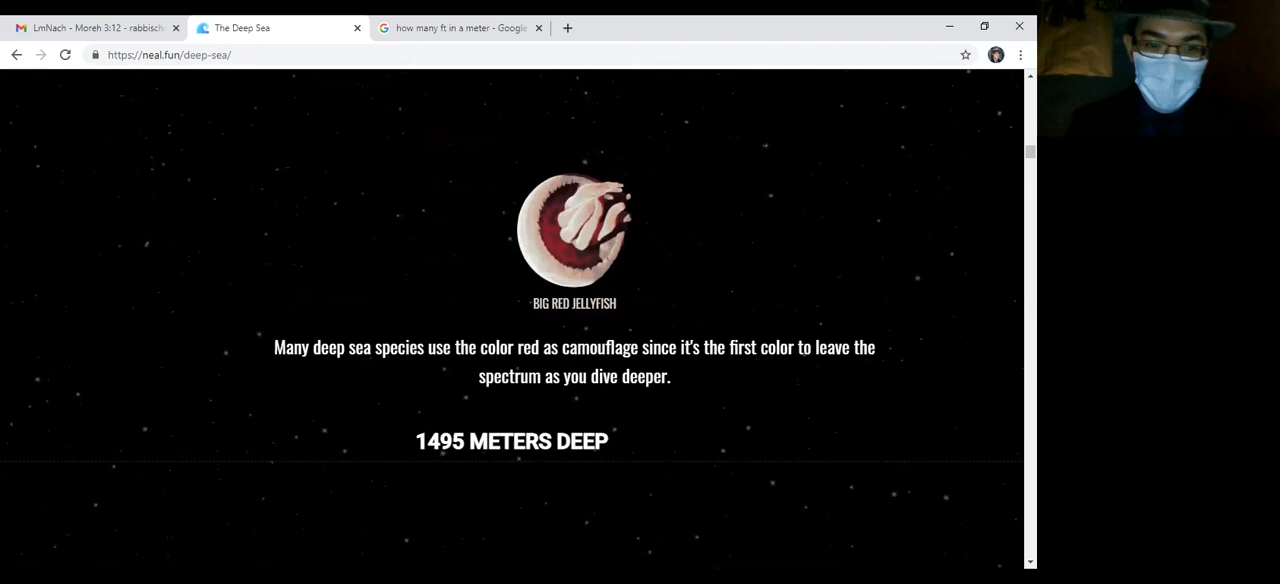 LmNach - Moreh 3:12 - rabbisch
The Deep Sea
how many ft in a meter - Google
https://neal.fun/deep-sea/
BIG RED JELLYFISH
Many deep sea species use the color red as camouflage since it's the first color to leave the
spectrum as you dive deeper.
1495 METERS DEEP